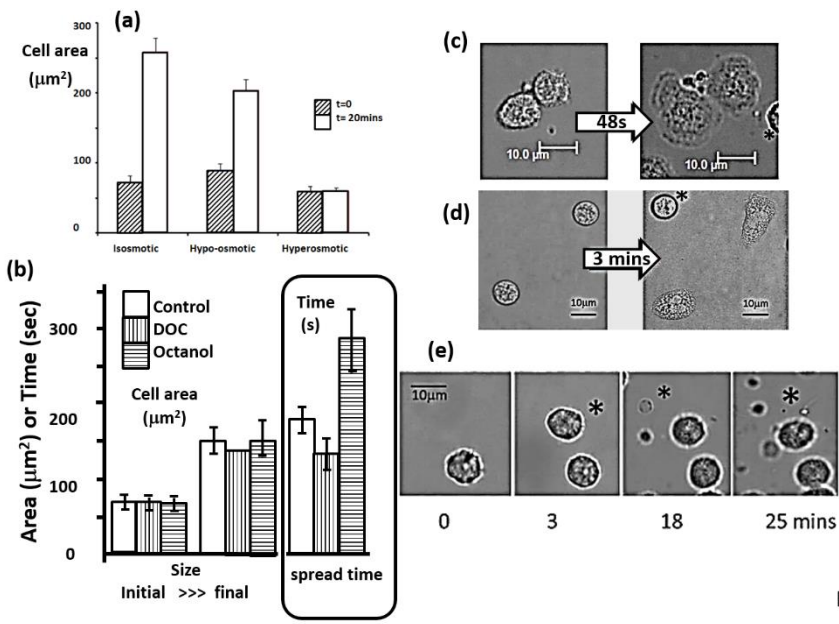 (a)
Cell area
(μm²)
300
200
100
0
t=0
t= 20mins
Isosmotic
Hypo-osmotic
Hyperosmotic
(b)
Area (μm²) or Time (sec)
300
200
100
0
Control
DOC
Octanol
Cell area
(μm²)
Time
(s)
Size
Initial >>> final
spread time
(c)
48s
10.0 μm
10.0 μm
*
(d)
3 mins
*
10μm
10μm
(e)
10μm
*
*
*
0
3
18
25 mins